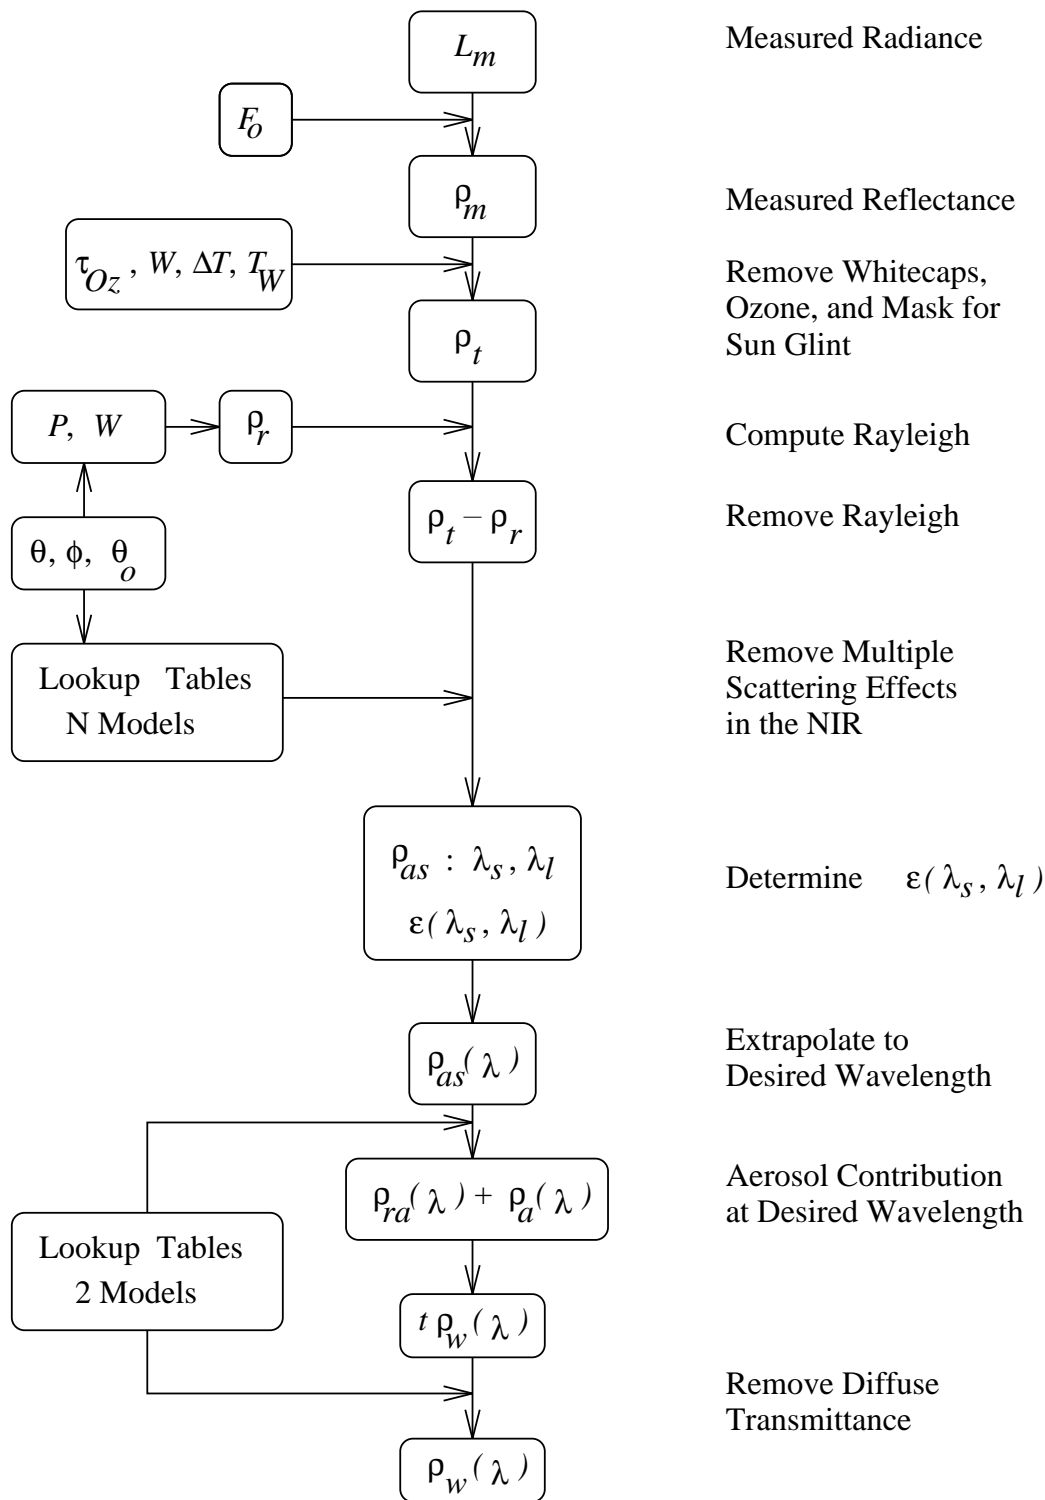 L_m
Measured Radiance
F_o
ρ_m
Measured Reflectance
τ_Oz , W, ΔT, T_W
Remove Whitecaps,
Ozone, and Mask for
Sun Glint
ρ_t
P, W
ρ_r
Compute Rayleigh
ρ_t − ρ_r
Remove Rayleigh
θ, φ, θ_o
Lookup Tables
N Models
Remove Multiple
Scattering Effects
in the NIR
ρ_as : λ_s, λ_l
ε(λ_s, λ_l)
Determine ε(λ_s, λ_l)
ρ_as(λ)
Extrapolate to
Desired Wavelength
ρ_ra(λ) + ρ_a(λ)
Aerosol Contribution
at Desired Wavelength
Lookup Tables
2 Models
t ρ_w(λ)
Remove Diffuse
Transmittance
ρ_w(λ)